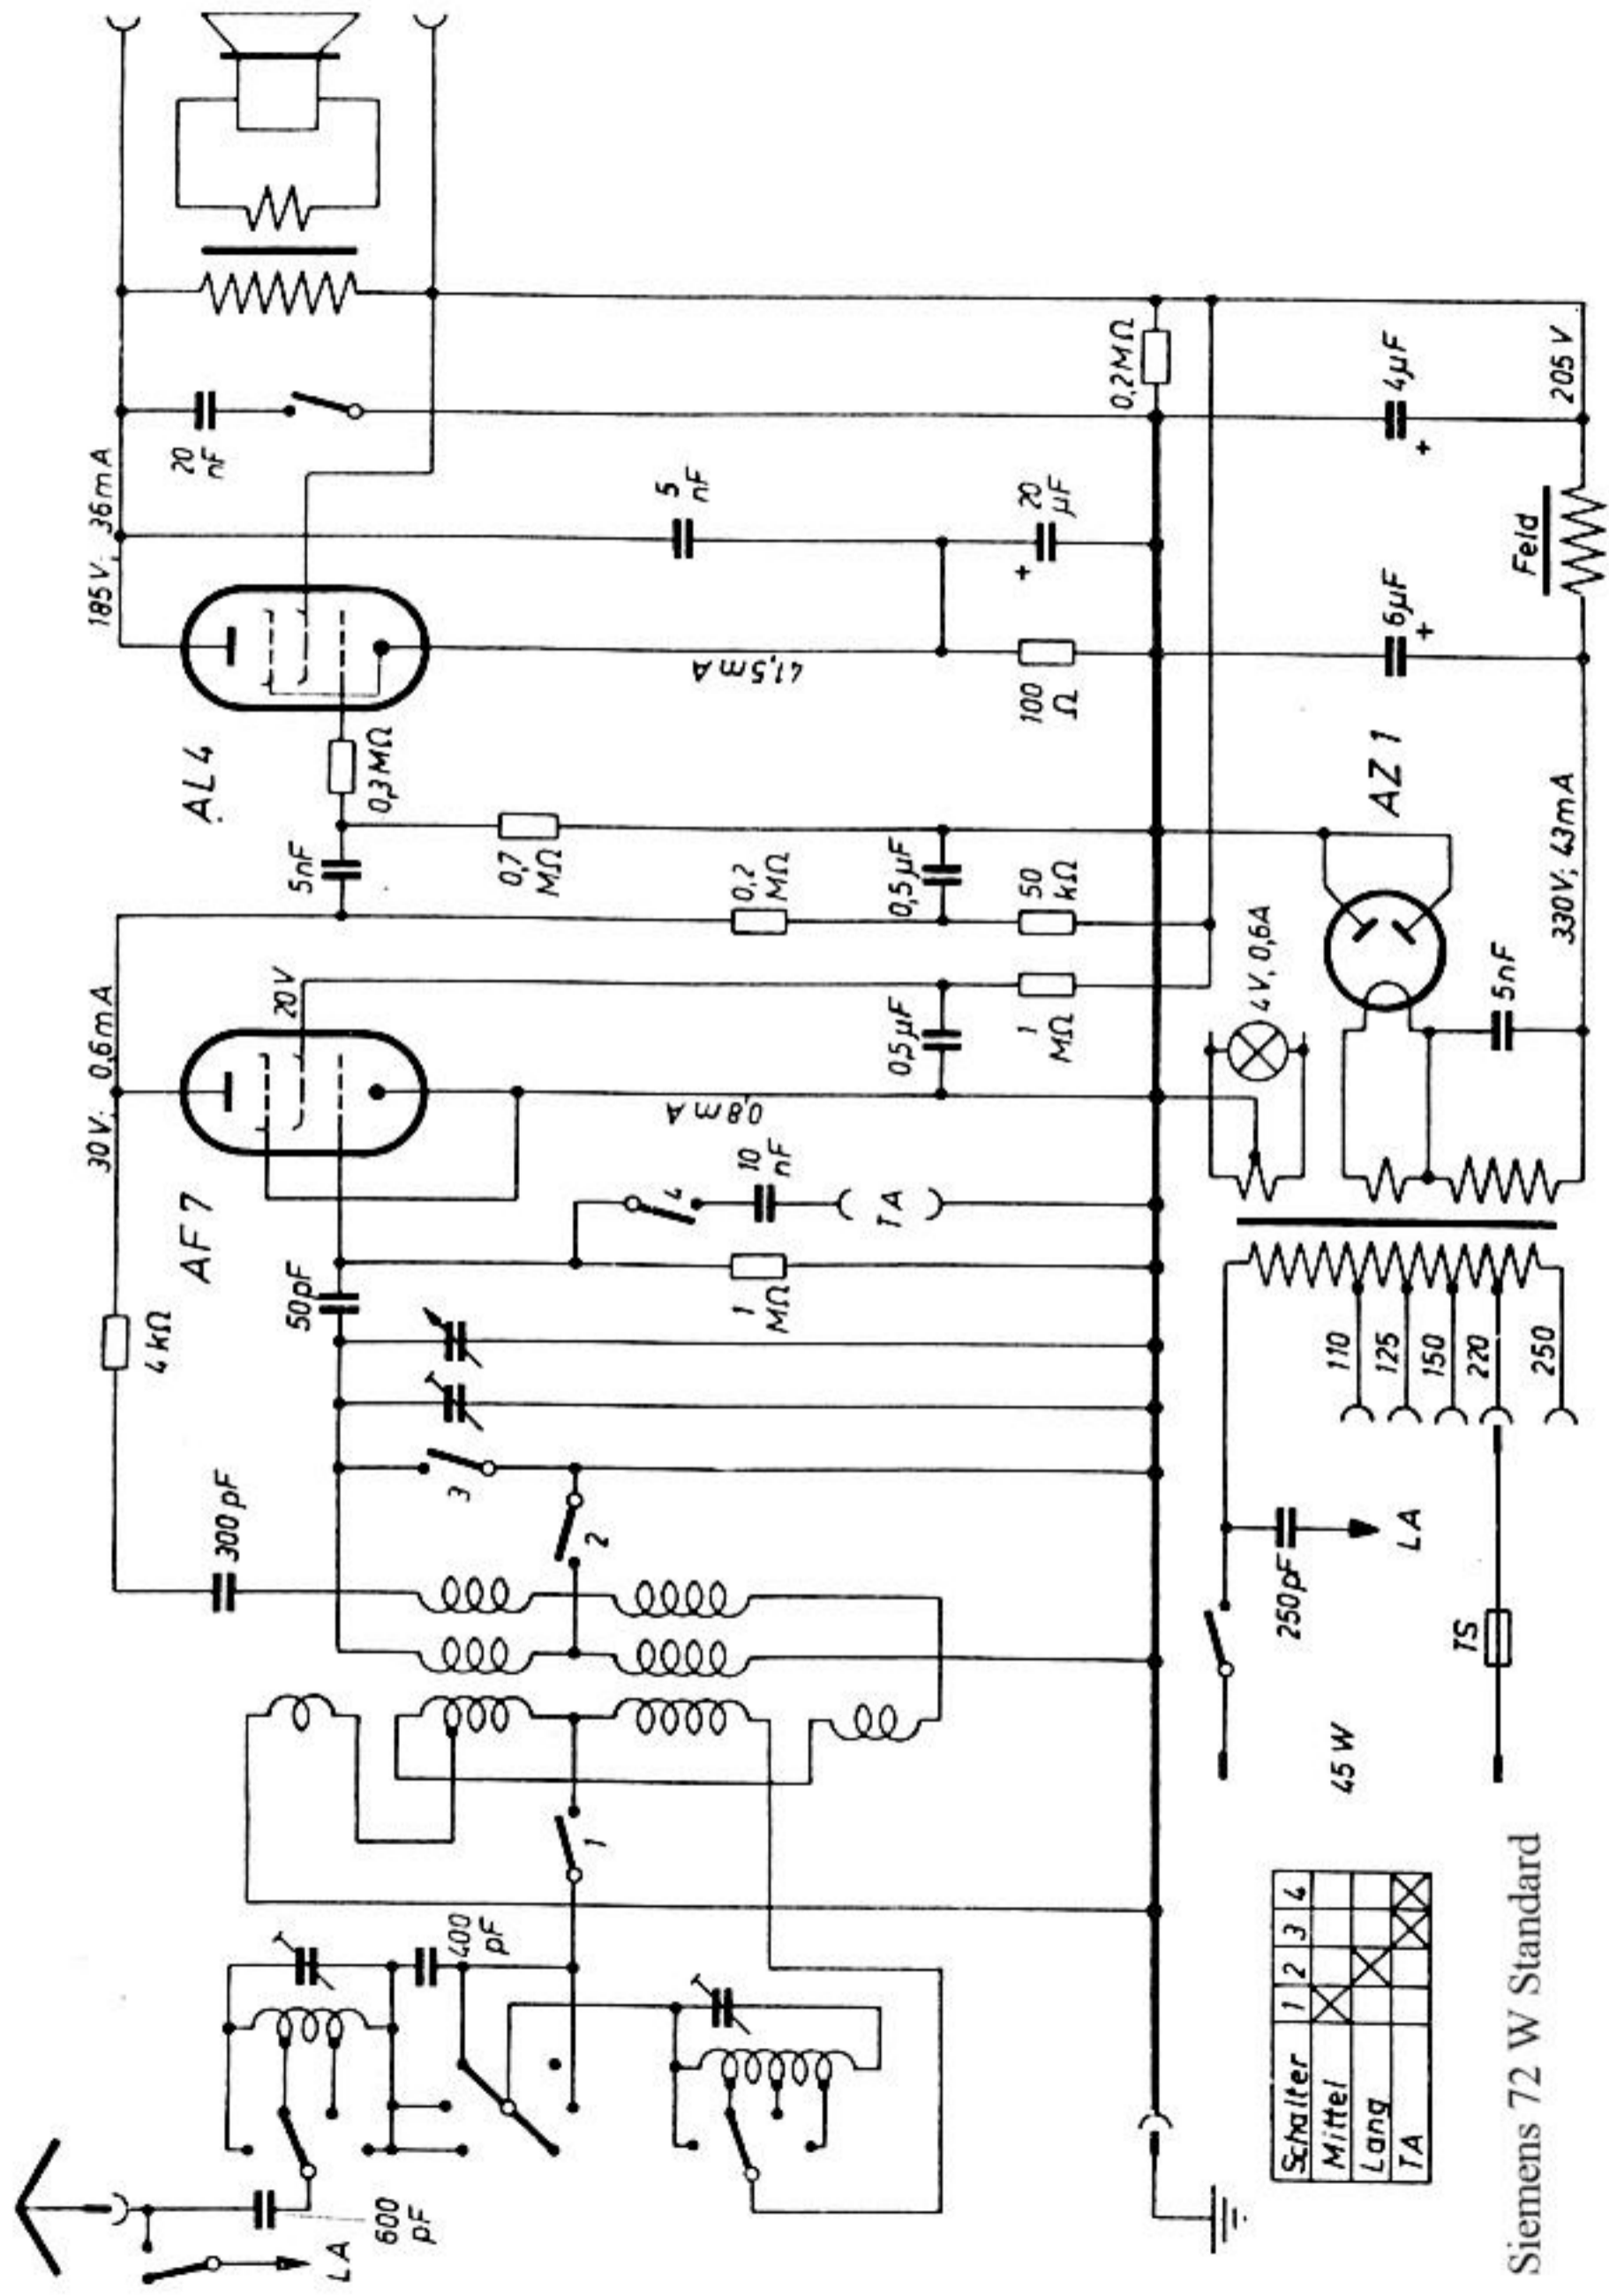 185 V; 36 mA
30 V; 0,6 mA
AL 4
AF 7
20 nF
5 nF
20 µF
+
0,2 MΩ
4 µF
+
205 V
Feld
6 µF
+
41,5 mA
100 Ω
0,3 MΩ
5 nF
0,7 MΩ
0,2 MΩ
0,5 µF
50 kΩ
AZ 1
330 V; 43 mA
20 V
0,5 µF
1 MΩ
4 V, 0,6 A
5 nF
0,8 mA
10 nF
4
TA
1 MΩ
50 pF
4 kΩ
300 pF
3
2
1
110
125
150
220
250
250 pF
LA
TS
45 W
400 pF
600 pF
LA
Schalter 1 2 3 4
Mittel
Lang
TA
Siemens 72 W Standard